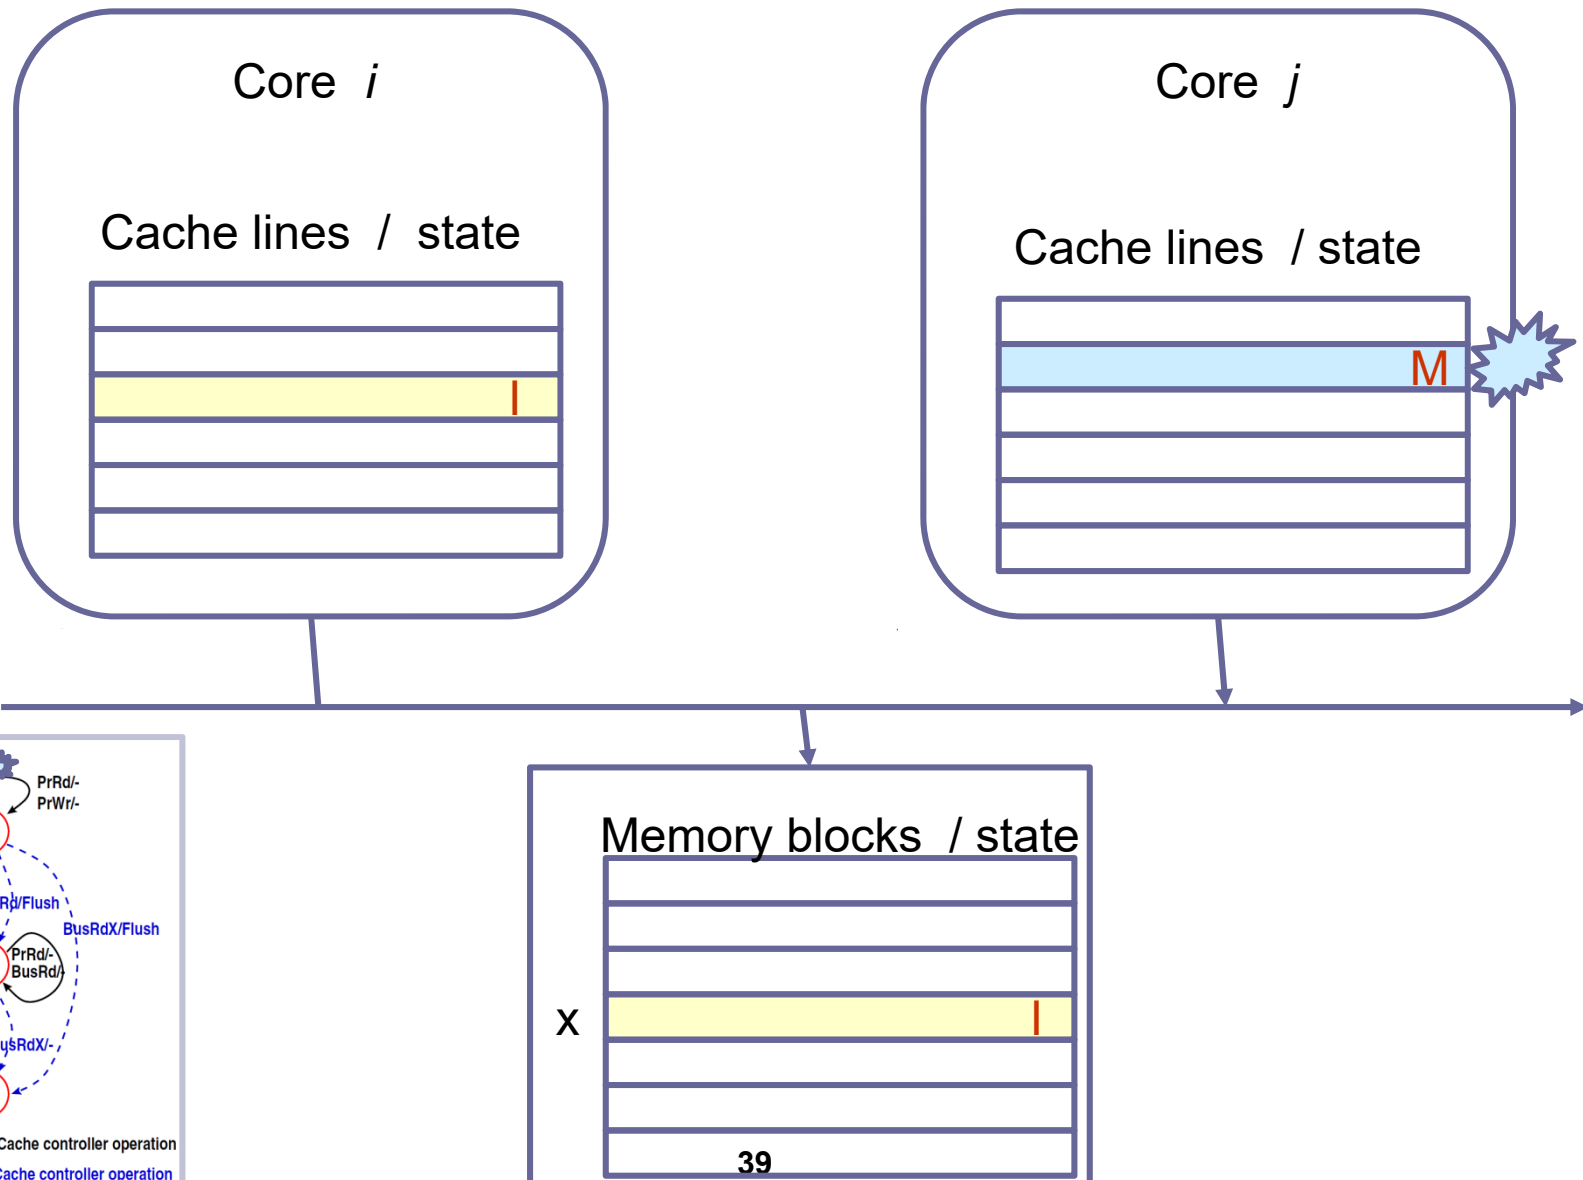 Core i
Core j
Cache lines / state
Cache lines / state
M
I
PrRd/-
PrWr/-
Memory blocks / state
Rd/Flush
BusRdX/Flush
PrRd/-
BusRd/-
x
I
usRdX/-
Cache controller operation
39
Cache controller operation